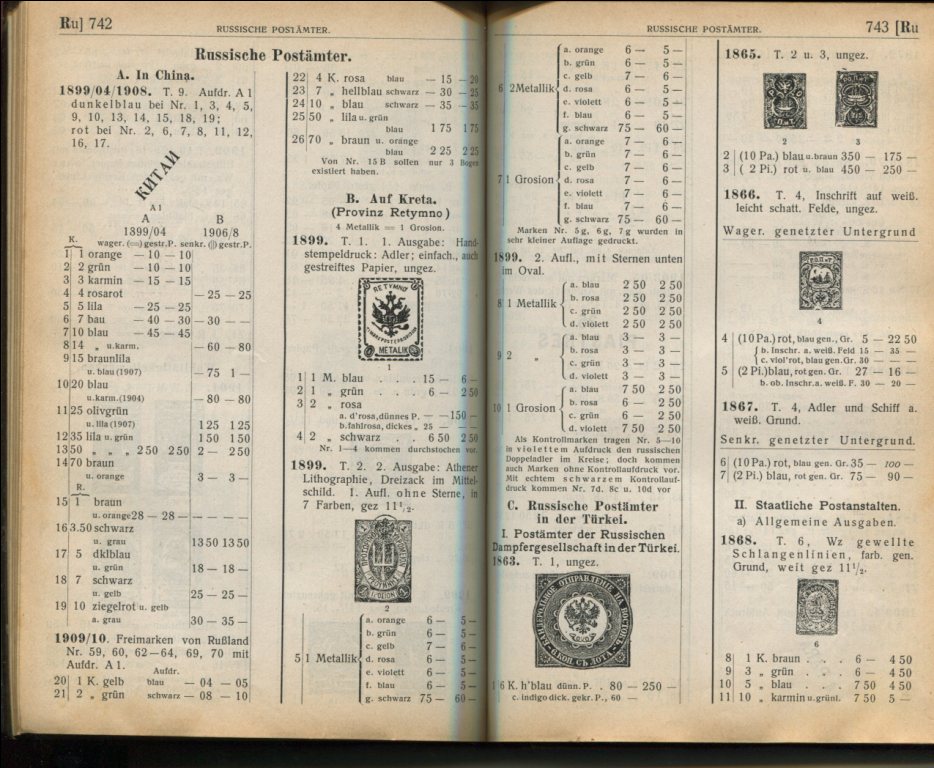 Ru] 742
RUSSISCHE POSTÄMTER.
Russische Postämter.
A. In China.
1899/04/1908. T. 9. Aufdr. A 1
dunkelblau bei Nr. 1, 3, 4, 5,
9, 10, 13, 14, 15, 18, 19;
rot bei Nr. 2, 6, 7, 8, 11, 12,
16, 17.
КИТАЙ
A 1
A B
1899/04 1906/8
K. wager. (=) gestr.P. senkr. (||) gestr.P.
1 1 orange — 10 — 10
2 2 grün — 10 — 10
3 3 karmin — 15 — 15
4 4 rosarot — 25 — 25
5 5 lila — 25 — 25
6 7 bau — 40 — 30 — 30 — —
7 10 blau — 45 — 45
8 14 „ u.karm. — 60 — 80
9 15 braunlila
u. blau (1907) — 75 1 —
10 20 blau
u.karm.(1904) — 80 — 80
11 25 olivgrün
u. lila (1907) 1 25 1 25
12 35 lila u. grün 1 50 1 50
13 50 „ „ „ 2 50 2 50 2 — 2 50
14 70 braun
u. orange 3 — 3 —
R.
15 1 braun
u. orange 28 — 28 — — — — —
16 3.50 schwarz
u. grau 13 50 13 50
17 5 dklblau
u. grün 18 — 18 —
18 7 schwarz
u. gelb 25 — 25 —
19 10 ziegelrot u. gelb
a. grau 30 — 35 —
1909/10. Freimarken von Rußland
Nr. 59, 60, 62—64, 69, 70 mit
Aufdr. A 1.
Aufdr.
20 1 K. gelb blau — 04 — 05
21 2 „ grün schwarz — 08 — 10
22 4 K. rosa blau — 15 — 20
23 7 „ hellblau schwarz — 30 — 25
24 10 „ blau schwarz — 35 — 35
25 50 „ lila u. grün
blau 1 75 1 75
26 70 „ braun u. orange
blau 2 25 2 25
Von Nr. 15 B sollen nur 3 Bogen
existiert haben.
B. Auf Kreta.
(Provinz Retymno)
4 Metallik = 1 Grosion.
1899. T. 1. 1. Ausgabe: Hand-
stempeldruck: Adler; einfach., auch
gestreiftes Papier, ungez.
RETYMNO
METALIK
1
1 1 M. blau . . . 15 — 6 —
2 1 „ grün . . . 6 — 2 50
3 2 „ rosa
a. d'rosa,dünnes P. — — 150 —
b.fahlrosa, dickes „ 25 — — —
4 2 „ schwarz . . 6 50 2 50
Nr. 1—4 kommen durchstochen vor.
1899. T. 2. 2. Ausgabe: Athener
Lithographie, Dreizack im Mittel-
schild. I. Aufl. ohne Sterne, in
7 Farben, gez 11½.
2
5 1 Metallik
a. orange 6 — 5 —
b. grün 6 — 5 —
c. gelb 7 — 6 —
d. rosa 6 — 5 —
e. violett 6 — 5 —
f. blau 6 — 5 —
g. schwarz 75 — 60 —
RUSSISCHE POSTÄMTER.
743 [Ru
6 2 Metallik
a. orange 6 — 5 —
b. grün 6 — 5 —
c. gelb 7 — 6 —
d. rosa 6 — 5 —
e. violett 6 — 5 —
f. blau 6 — 5 —
g. schwarz 75 — 60 —
7 1 Grosion
a. orange 7 — 6 —
b. grün 7 — 6 —
c. gelb 7 — 6 —
d. rosa 7 — 6 —
e. violett 7 — 6 —
f. blau 7 — 6 —
g. schwarz 75 — 60 —
Marken Nr. 5 g, 6 g, 7 g wurden in
sehr kleiner Auflage gedruckt.
1899. 2. Aufl., mit Sternen unten
im Oval.
8 1 Metallik
a. blau 2 50 2 50
b. rosa 2 50 2 50
c. grün 2 50 2 50
d. violett 2 50 2 50
9 2 „
a. blau 3 — 3 —
b. rosa 3 — 3 —
c. grün 3 — 3 —
d. violett 3 — 3 —
10 1 Grosion
a. blau 7 50 2 50
b. rosa 6 — 2 50
c. grün 6 — 2 50
d. violett 7 50 2 50
Als Kontrollmarken tragen Nr. 5—10
in violettem Aufdruck den russischen
Doppeladler im Kreise; doch kommen
auch Marken ohne Kontrollaufdruck vor.
Mit echtem schwarzem Kontrollauf-
druck kommen Nr. 7d, 8c u. 10d vor
C. Russische Postämter
in der Türkei.
I. Postämter der Russischen
Dampfergesellschaft in der Türkei.
1863. T. 1, ungez.
1 6 K. h'blau dünn. P. . 80 — 250 —
c. indigo dick. gekr. P., 60 — —
1865. T. 2 u. 3, ungez.
2 3
2 (10 Pa.) blau u.braun 350 — 175 —
3 ( 2 Pi.) rot u. blau 450 — 250 —
1866. T. 4, Inschrift auf weiß.
leicht schatt. Felde, ungez.
Wager. genetzter Untergrund
4
4 (10 Pa.) rot, blau gen., Gr. 5 — 22 50
b. Inschr. a. weiß. Feld 15 — 35 —
c. viol'rot, blau gen. Gr. 30 — — —
5 (2 Pi.) blau, rot gen. Gr. 27 — 16 —
b. ob. Inschr.a. weiß. F. 30 — 20 —
1867. T. 4, Adler und Schiff a.
weiß. Grund.
Senkr. genetzter Untergrund.
6 (10 Pa.) rot, blau gen. Gr. 35 — 100 —
7 (2 Pi.) blau, rot gen. Gr. 75 — 90 —
II. Staatliche Postanstalten.
a) Allgemeine Ausgaben.
1868. T. 6, Wz gewellte
Schlangenlinien, farb. gen.
Grund, weit gez 11½.
6
8 1 K. braun . . . 6 — 4 50
9 3 „ grün . . . 6 — 4 50
10 5 „ blau . . . 7 50 4 50
11 10 „ karmin u.grünl. 7 50 4 50